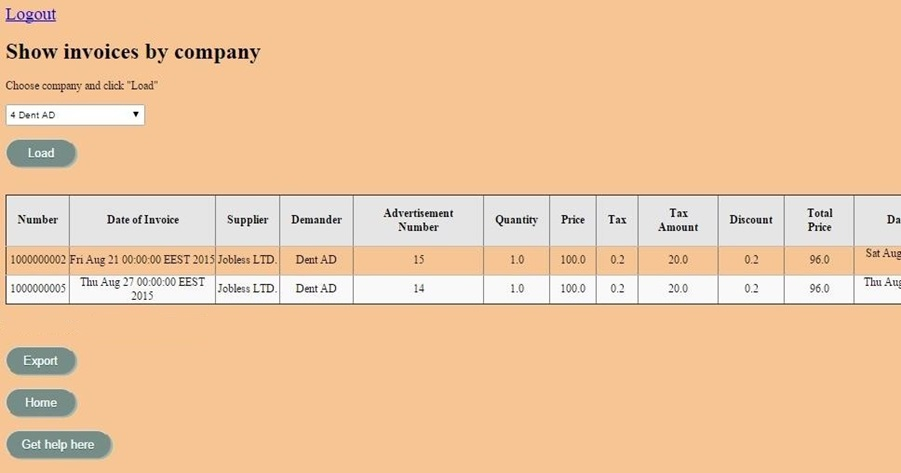 Logout
Show invoices by company
Choose company and click "Load"
4 Dent AD
Load
Number Date of Invoice Supplier Demander Advertisement Number Quantity Price Tax Tax Amount Discount Total Price Da
1000000002 Fri Aug 21 00:00:00 EEST 2015 Jobless LTD. Dent AD 15 1.0 100.0 0.2 20.0 0.2 96.0 Sat Aug
1000000005 Thu Aug 27 00:00:00 EEST 2015 Jobless LTD. Dent AD 14 1.0 100.0 0.2 20.0 0.2 96.0 Thu Aug
Export
Home
Get help here